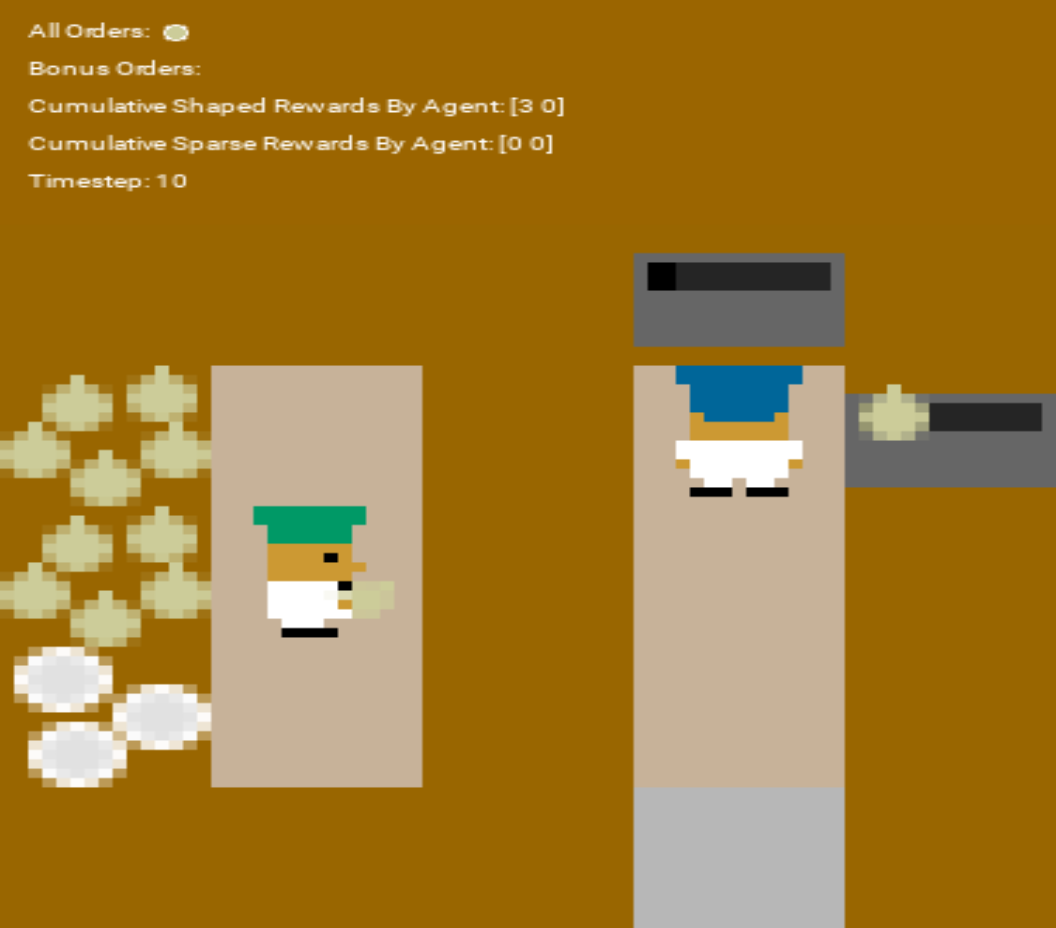 All Orders:
Bonus Orders:
Cumulative Shaped Rewards By Agent: [3 0]
Cumulative Sparse Rewards By Agent: [0 0]
Timestep: 10